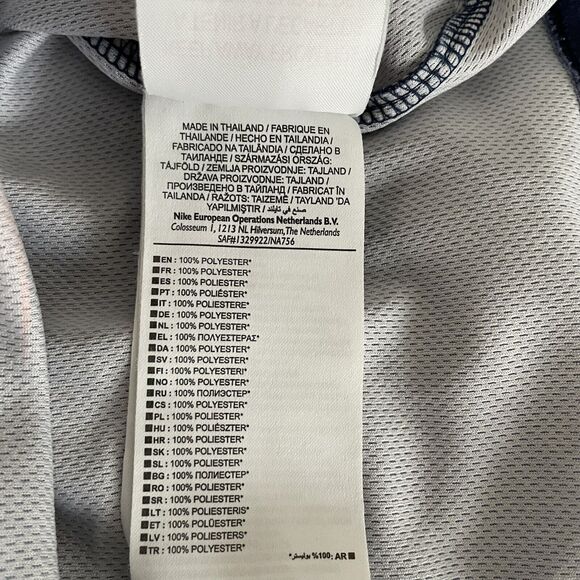 MADE IN THAILAND / FABRIQUE EN
THAILANDE / HECHO EN TAILANDIA /
FABRICADO NA TAILÂNDIA / СДЕЛАНО В
ТАИЛАНДЕ / SZÁRMAZÁSI ORSZÁG:
TÁJFÖLD / ZEMLJA PROIZVODNJE: TAJLAND /
DRŽAVA PROIZVODNJE: TAJLAND /
ПРОИЗВЕДЕНО В ТАЙЛАНД / FABRICAT ÎN
TAILANDA / RAŽOTS: TAIZEMĒ / TAYLAND 'DA
YAPILMIŞTIR / صنع في تايلند
Nike European Operations Netherlands B.V.
Colosseum 1, 1213 NL Hilversum, The Netherlands
SAF#1329922/NA756
EN : 100% POLYESTER*
FR : 100% POLYESTER*
ES : 100% POLIESTER*
PT : 100% POLIÉSTER*
IT : 100% POLIESTERE*
DE : 100% POLYESTER*
NL : 100% POLYESTER*
EL : 100% ΠΟΛΥΕΣΤΕΡΑΣ*
DA : 100% POLYESTER*
SV : 100% POLYESTER*
FI : 100% POLYESTERI*
NO : 100% POLYESTER*
RU : 100% ПОЛИЭСТЕР*
CS : 100% POLYESTER*
PL : 100% POLIESTER*
HU : 100% POLIÉSZTER*
HR : 100% POLIESTER*
SK : 100% POLYESTER*
SL : 100% POLIESTER*
BG : 100% ПОЛИЕСТЕР*
RO : 100% POLIESTER*
SR : 100% POLIESTER*
LT : 100% POLIESTERIS*
ET : 100% POLÜESTER*
LV : 100% POLIESTERS*
TR : 100% POLYESTER*
AR : 100% بوليستر*